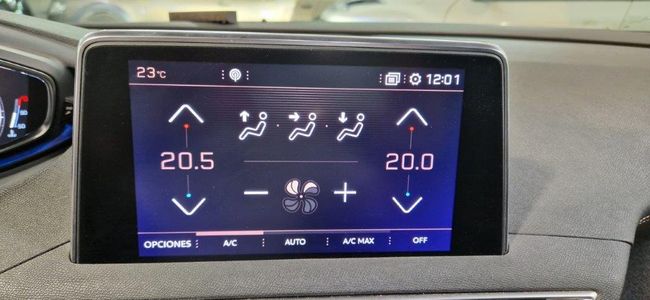 23°C 12:01
20.5 20.0
OPCIONES A/C AUTO A/C MAX OFF